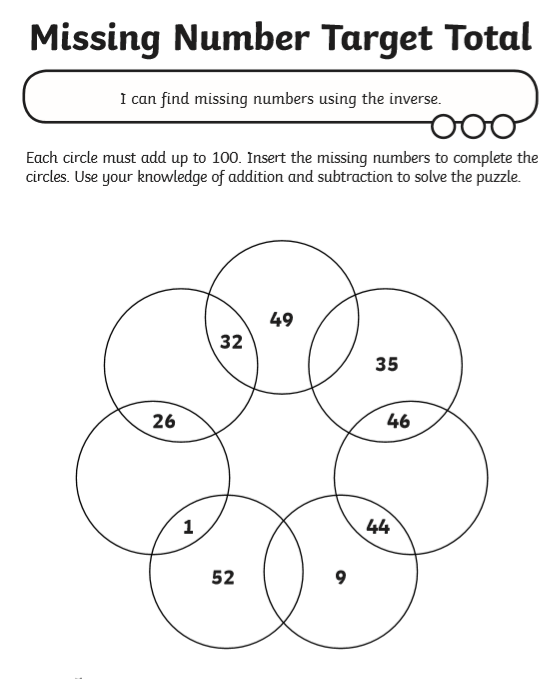 Missing Number Target Total
I can find missing numbers using the inverse.
Each circle must add up to 100. Insert the missing numbers to complete the
circles. Use your knowledge of addition and subtraction to solve the puzzle.
49
32
35
26
46
1
44
52
9